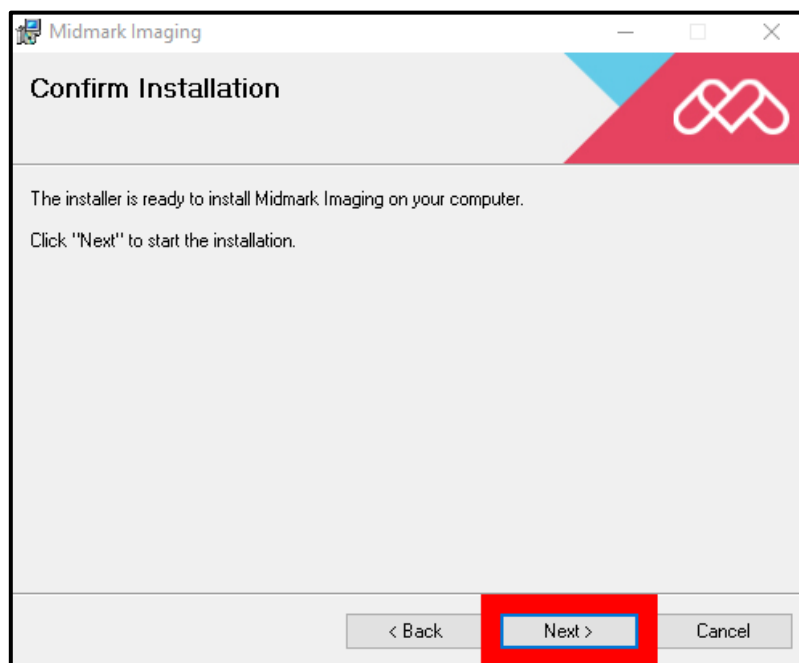 Midmark Imaging
Confirm Installation
The installer is ready to install Midmark Imaging on your computer.
Click "Next" to start the installation.
< Back
Next >
Cancel